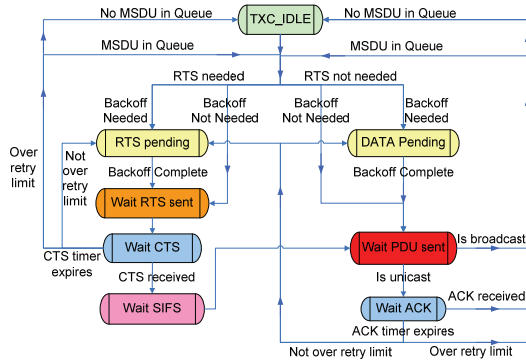 No MSDU in Queue
TXC_IDLE
No MSDU in Queue
MSDU in Queue
MSDU in Queue
RTS needed
RTS not needed
Backoff
Needed
Backoff
Not Needed
Backoff
Not Needed
Backoff
Needed
RTS pending
DATA Pending
Over
retry
limit
Not
over
retry
limit
Backoff Complete
Backoff Complete
Wait RTS sent
Wait CTS
Wait PDU sent
Is broadcast
CTS timer
expires
CTS received
Is unicast
Wait SIFS
Wait ACK
ACK received
ACK timer expires
Not over retry limit
Over retry limit